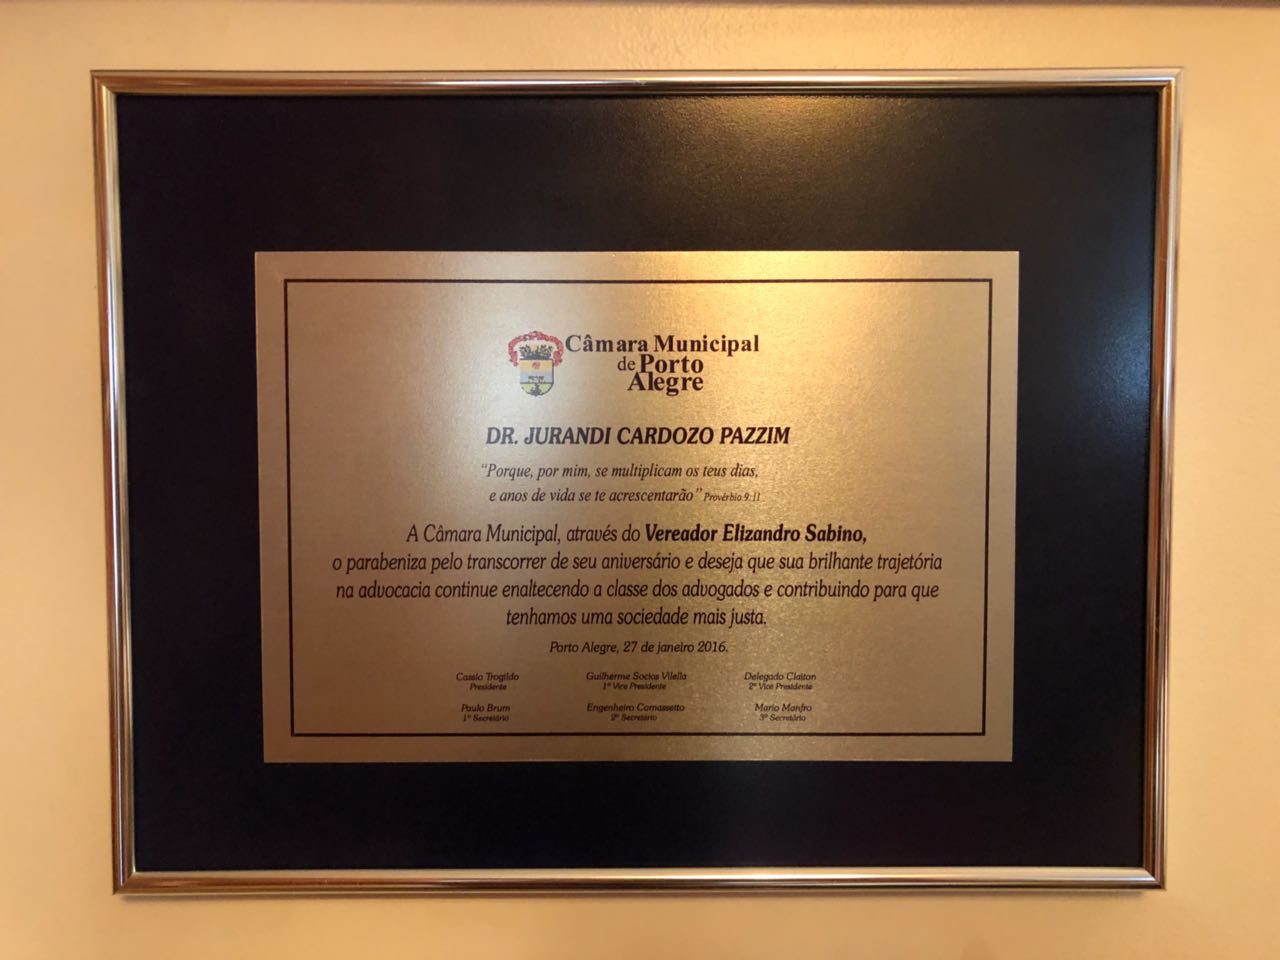 Câmara Municipal
de Porto
Alegre
DR. JURANDI CARDOZO PAZZIM
"Porque, por mim, se multiplicam os teus dias,
e anos de vida se te acrescentarão" Provérbio 9:11
A Câmara Municipal, através do Vereador Elizandro Sabino,
o parabeniza pelo transcorrer de seu aniversário e deseja que sua brilhante trajetória
na advocacia continue enaltecendo a classe dos advogados e contribuindo para que
tenhamos uma sociedade mais justa.
Porto Alegre, 27 de janeiro 2016.
Cassio Trogildo
Presidente
Guilherme Socias Vilella
1º Vice Presidente
Delegado Cleiton
2º Vice Presidente
Paulo Brum
1º Secretário
Engenheiro Comassetto
2º Secretário
Mario Manfro
3º Secretário